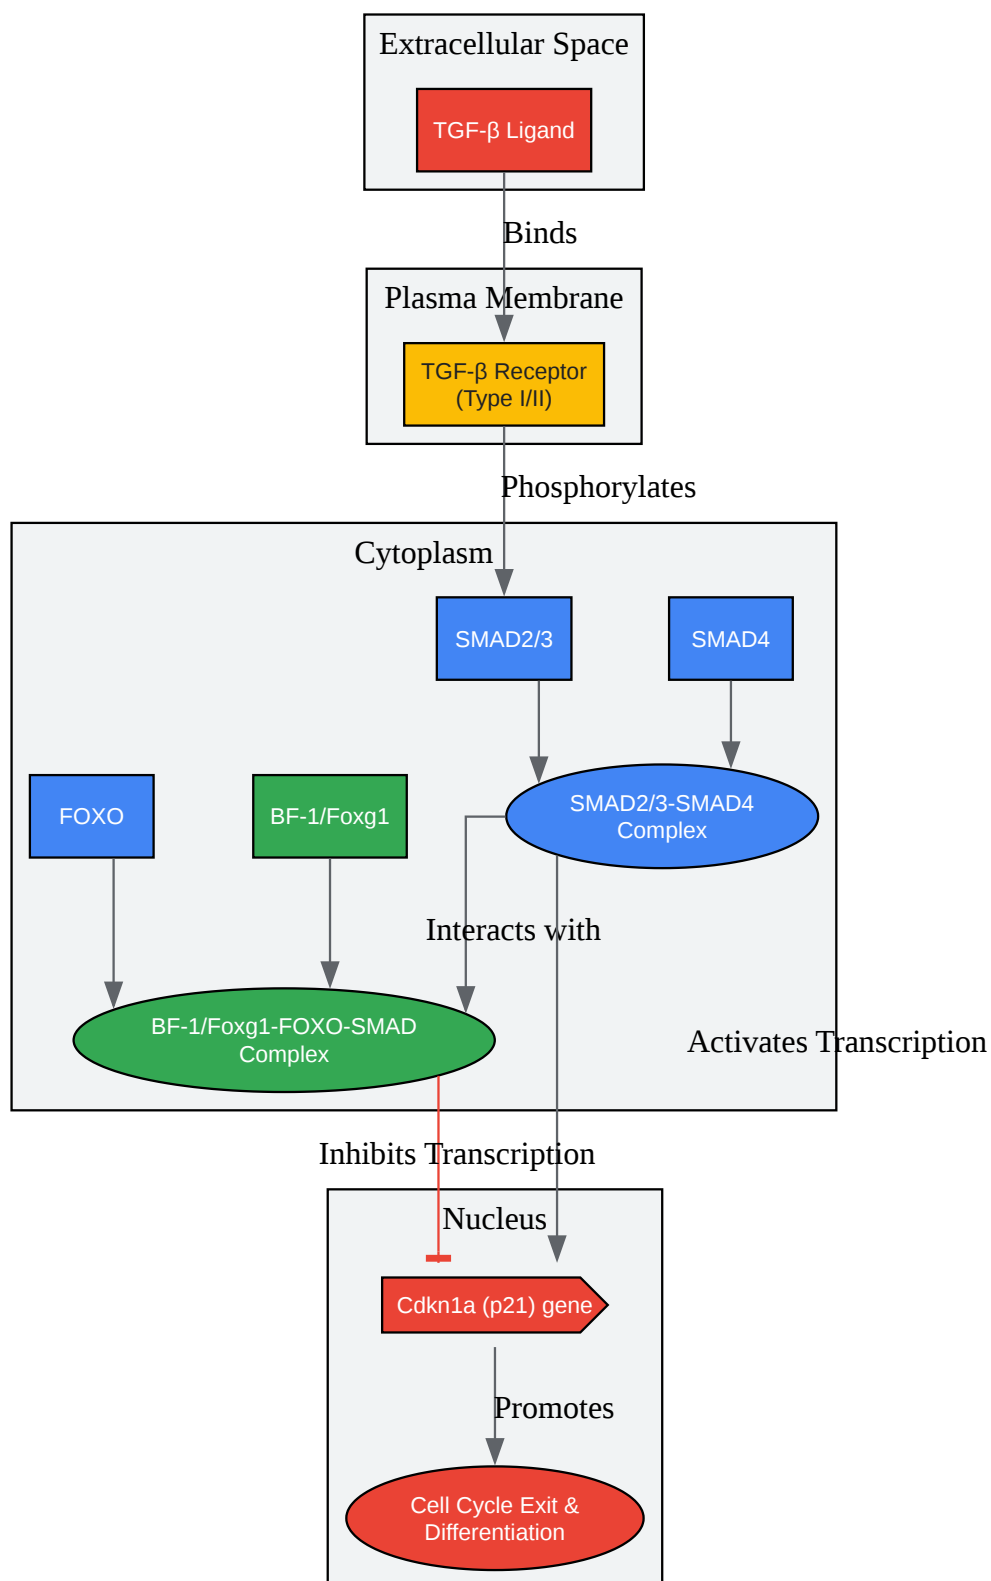 Extracellular Space
TGF-β Ligand
Binds
Plasma Membrane
TGF-β Receptor
(Type I/II)
Phosphorylates
Cytoplasm
SMAD2/3
SMAD4
FOXO
BF-1/Foxg1
SMAD2/3-SMAD4
Complex
Interacts with
BF-1/Foxg1-FOXO-SMAD
Complex
Activates Transcription
Inhibits Transcription
Nucleus
Cdkn1a (p21) gene
Promotes
Cell Cycle Exit &
Differentiation